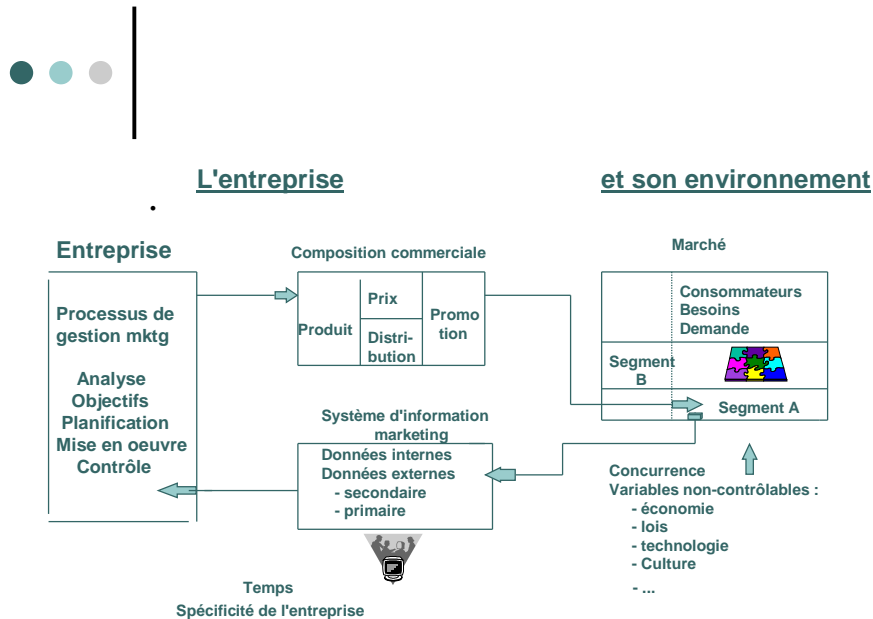 L'entreprise
et son environnement
.
Entreprise
Processus de
gestion mktg
Analyse
Objectifs
Planification
Mise en oeuvre
Contrôle
Composition commerciale
Produit
Prix
Distri-
bution
Promo
tion
Marché
Consommateurs
Besoins
Demande
Segment
B
Segment A
Système d'information
marketing
Données internes
Données externes
- secondaire
- primaire
Concurrence
Variables non-contrôlables :
- économie
- lois
- technologie
- Culture
- ...
Temps
Spécificité de l'entreprise